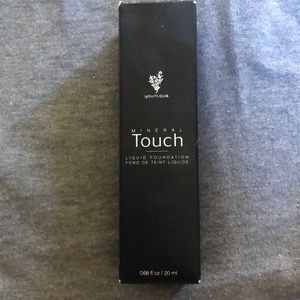 younique
MINERAL
Touch
LIQUID FOUNDATION
FOND DE TEINT LIQUIDE
0.68 fl oz / 20 ml